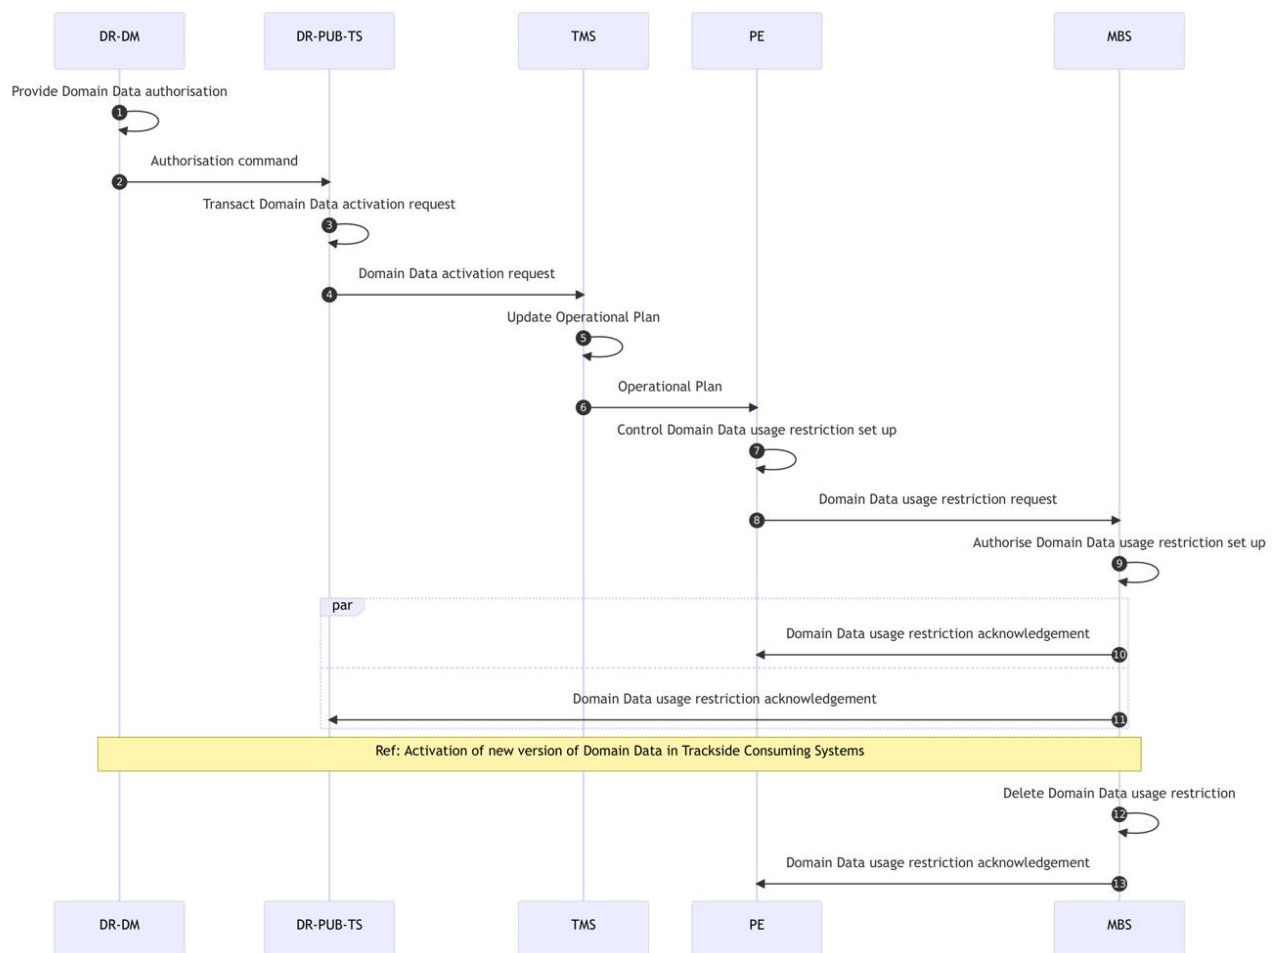 DR-DM DR-PUB-TS TMS PE MBS
Provide Domain Data authorisation
1
Authorisation command
2
Transact Domain Data activation request
3
Domain Data activation request
4
Update Operational Plan
5
Operational Plan
6
Control Domain Data usage restriction set up
7
Domain Data usage restriction request
8
Authorise Domain Data usage restriction set up
9
par
Domain Data usage restriction acknowledgement
10
Domain Data usage restriction acknowledgement
11
Ref: Activation of new version of Domain Data in Trackside Consuming Systems
Delete Domain Data usage restriction
12
Domain Data usage restriction acknowledgement
13
DR-DM DR-PUB-TS TMS PE MBS